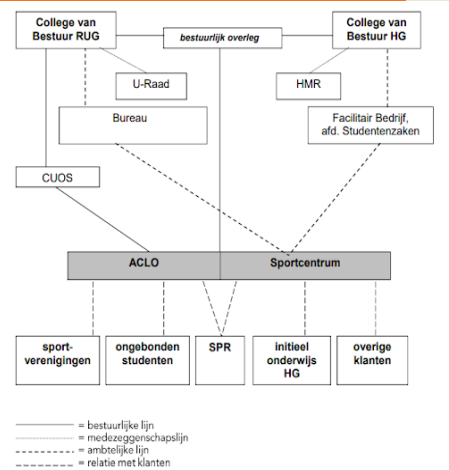 College van
Bestuur RUG
bestuurlijk overleg
College van
Bestuur HG
U-Raad
HMR
Bureau
Facilitair Bedrijf,
afd. Studentenzaken
CUOS
ACLO
Sportcentrum
sport-
verenigingen
ongebonden
studenten
SPR
initieel
onderwijs
HG
overige
klanten
= bestuurlijke lijn
= medezeggenschapslijn
= ambtelijke lijn
= relatie met klanten